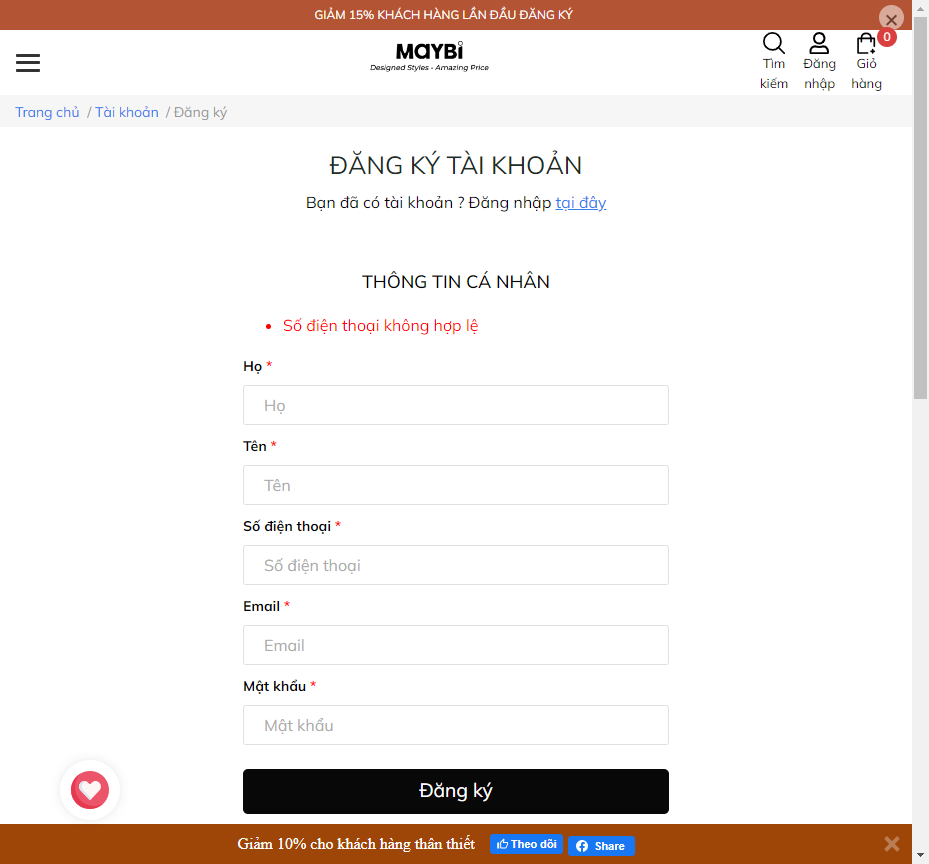 GIẢM 15% KHÁCH HÀNG LẦN ĐẦU ĐĂNG KÝ
MAYBI
Designed Styles - Amazing Price
Tìm kiếm
Đăng nhập
0
Giỏ hàng
Trang chủ / Tài khoản / Đăng ký
ĐĂNG KÝ TÀI KHOẢN
Bạn đã có tài khoản ? Đăng nhập tại đây
THÔNG TIN CÁ NHÂN
• Số điện thoại không hợp lệ
Họ *
Họ
Tên *
Tên
Số điện thoại *
Số điện thoại
Email *
Email
Mật khẩu *
Mật khẩu
Đăng ký
Giảm 10% cho khách hàng thân thiết Theo dõi Share